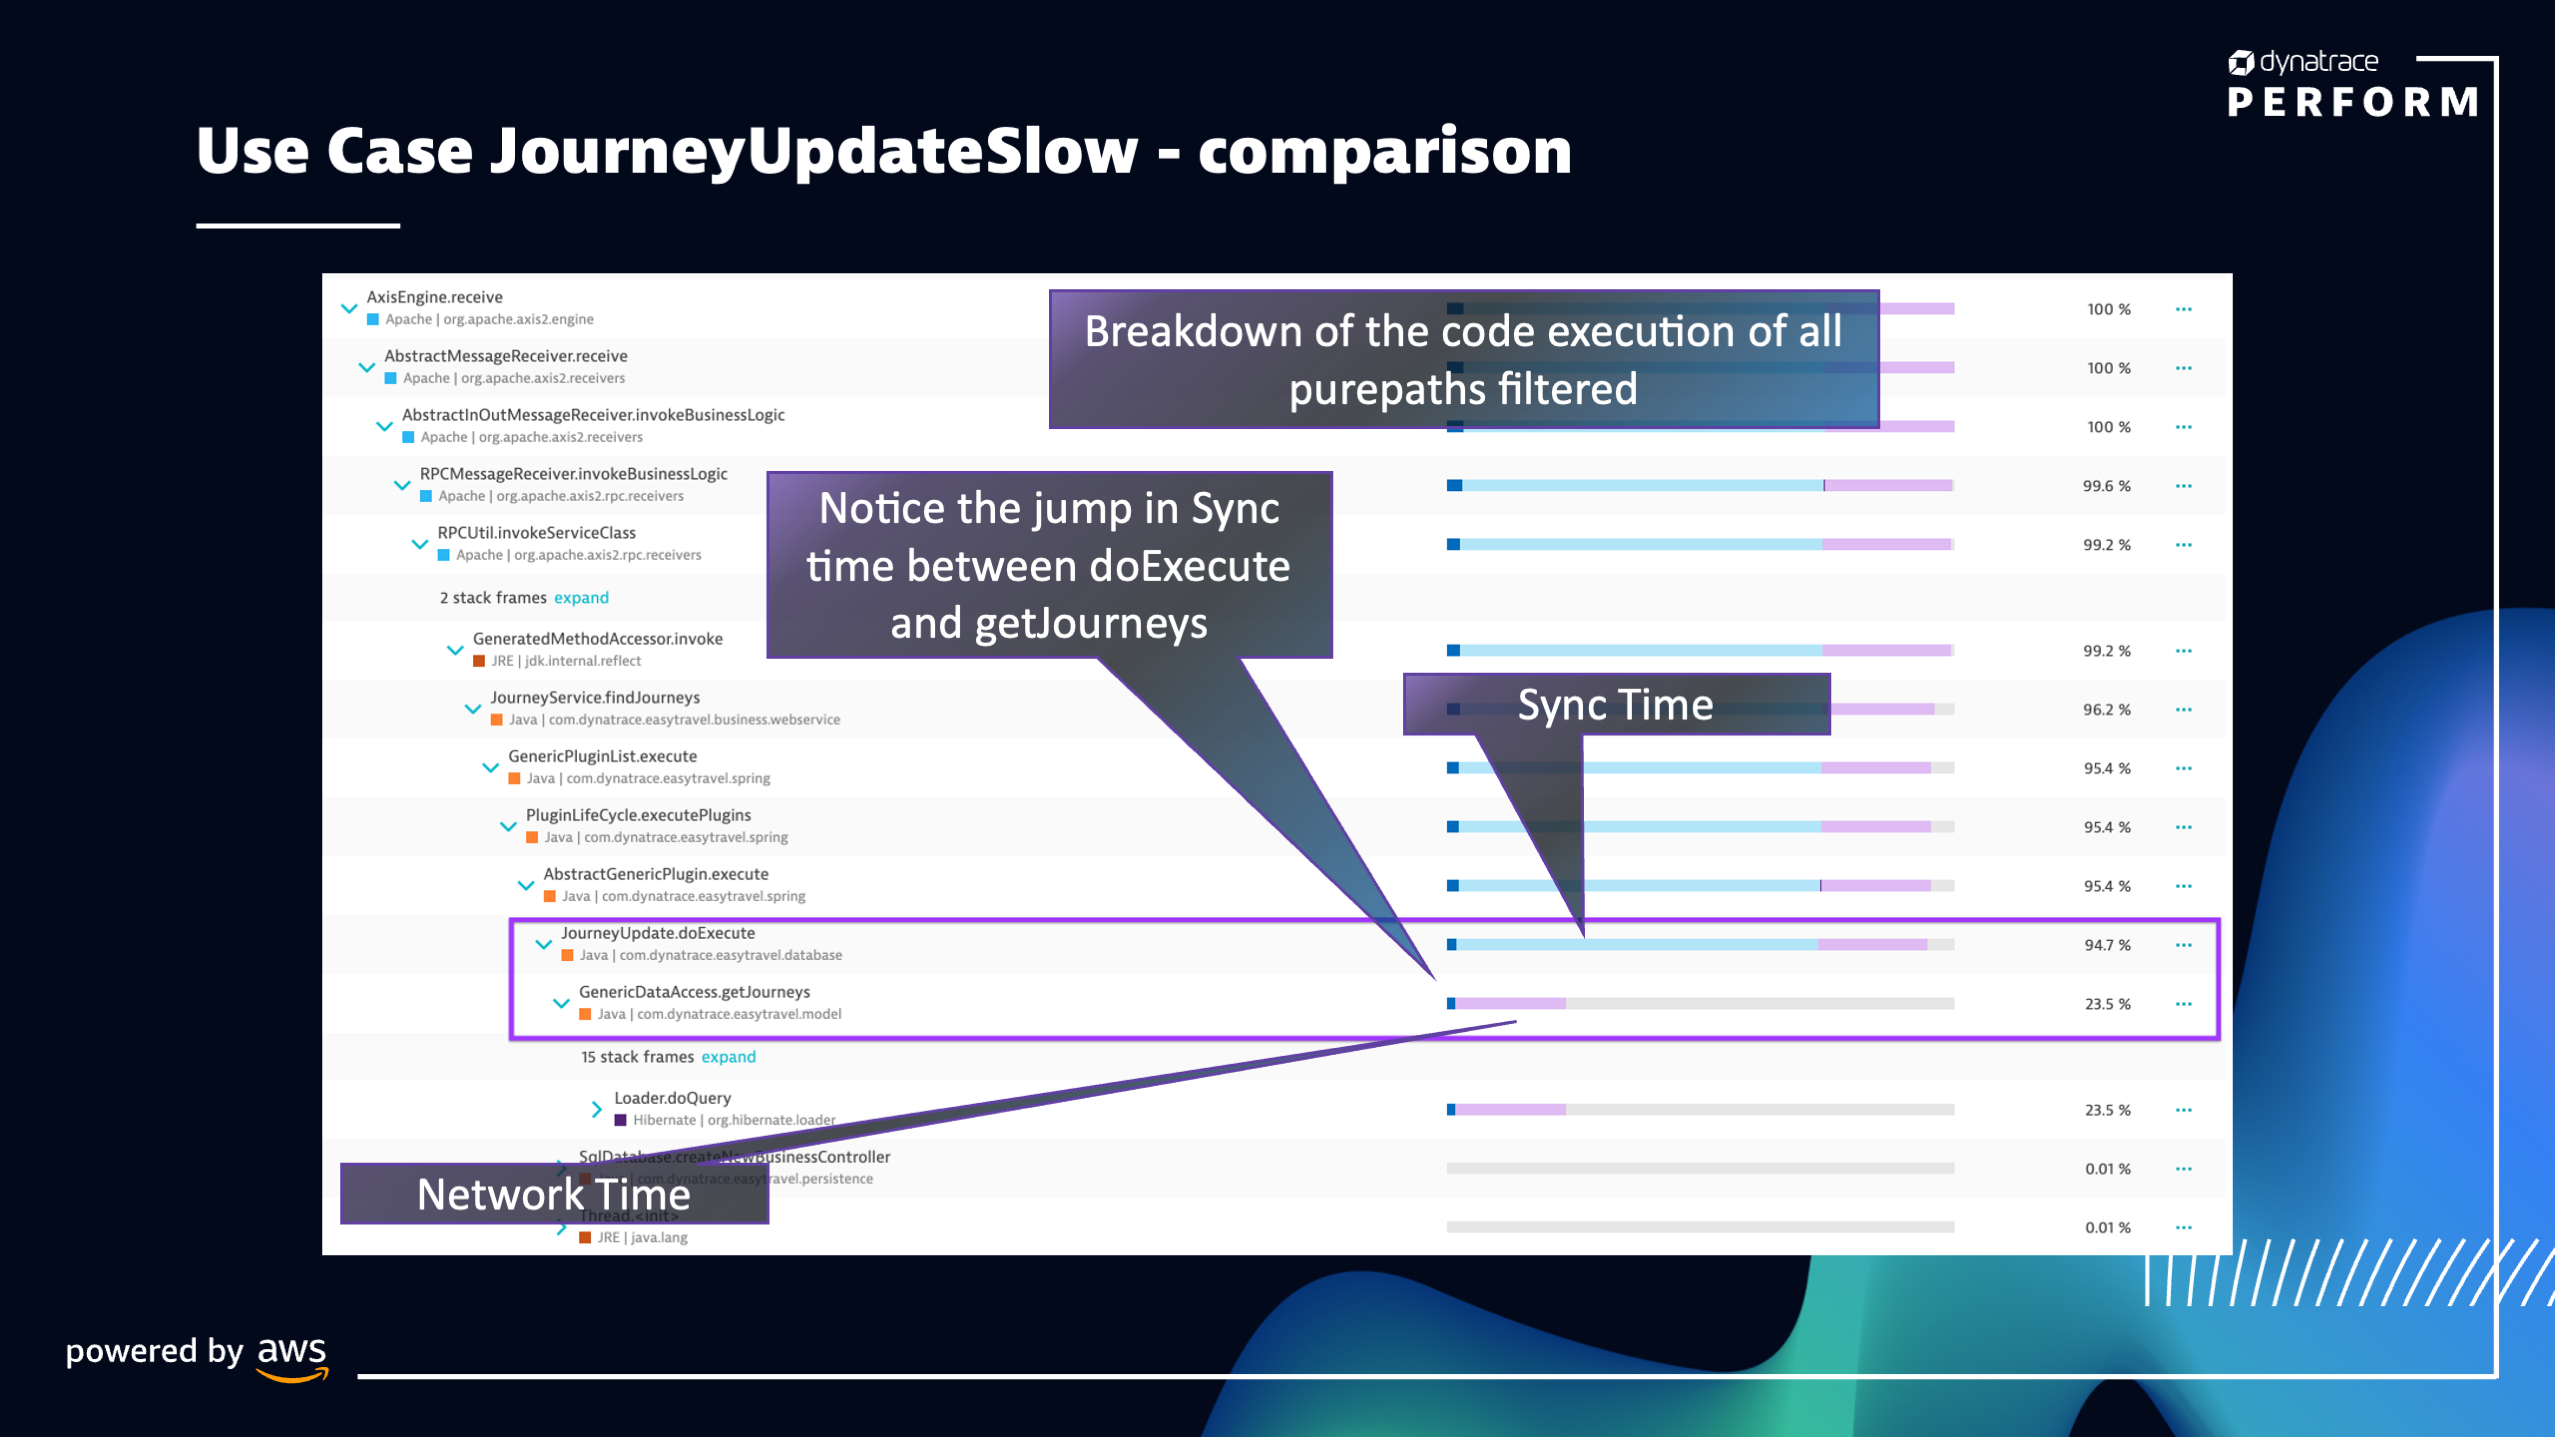 dynatrace
PERFORM
Use Case JourneyUpdateSlow - comparison
AxisEngine.receive
Apache | org.apache.axis2.engine
100 %
AbstractMessageReceiver.receive
Apache | org.apache.axis2.receivers
100 %
Breakdown of the code execution of all
purepaths filtered
AbstractInOutMessageReceiver.invokeBusinessLogic
Apache | org.apache.axis2.receivers
100 %
RPCMessageReceiver.invokeBusinessLogic
Apache | org.apache.axis2.rpc.receivers
99.6 %
Notice the jump in Sync
time between doExecute
and getJourneys
RPCUtil.invokeServiceClass
Apache | org.apache.axis2.rpc.receivers
99.2 %
2 stack frames expand
GeneratedMethodAccessor.invoke
JRE | jdk.internal.reflect
99.2 %
JourneyService.findJourneys
Java | com.dynatrace.easytravel.business.webservice
Sync Time
96.2 %
GenericPluginList.execute
Java | com.dynatrace.easytravel.spring
95.4 %
PluginLifeCycle.executePlugins
Java | com.dynatrace.easytravel.spring
95.4 %
AbstractGenericPlugin.execute
Java | com.dynatrace.easytravel.spring
95.4 %
JourneyUpdate.doExecute
Java | com.dynatrace.easytravel.database
94.7 %
GenericDataAccess.getJourneys
Java | com.dynatrace.easytravel.model
23.5 %
15 stack frames expand
Loader.doQuery
Hibernate | org.hibernate.loader
23.5 %
SqlDatabase.createNewBusinessController
Java | com.dynatrace.easytravel.persistence
0.01 %
Network Time
Thread.<init>
JRE | java.lang
0.01 %
powered by aws